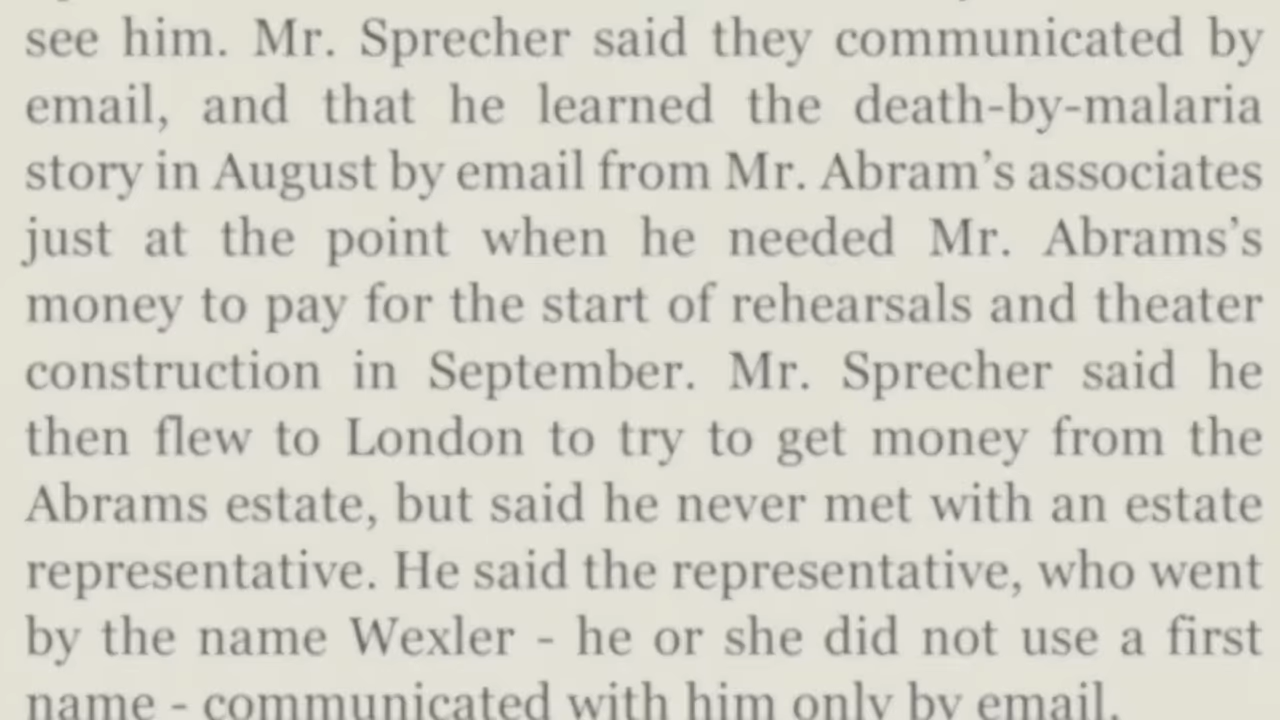 see him. Mr. Sprecher said they communicated by
email, and that he learned the death-by-malaria
story in August by email from Mr. Abram’s associates
just at the point when he needed Mr. Abrams’s
money to pay for the start of rehearsals and theater
construction in September. Mr. Sprecher said he
then flew to London to try to get money from the
Abrams estate, but said he never met with an estate
representative. He said the representative, who went
by the name Wexler - he or she did not use a first
name - communicated with him only by email.